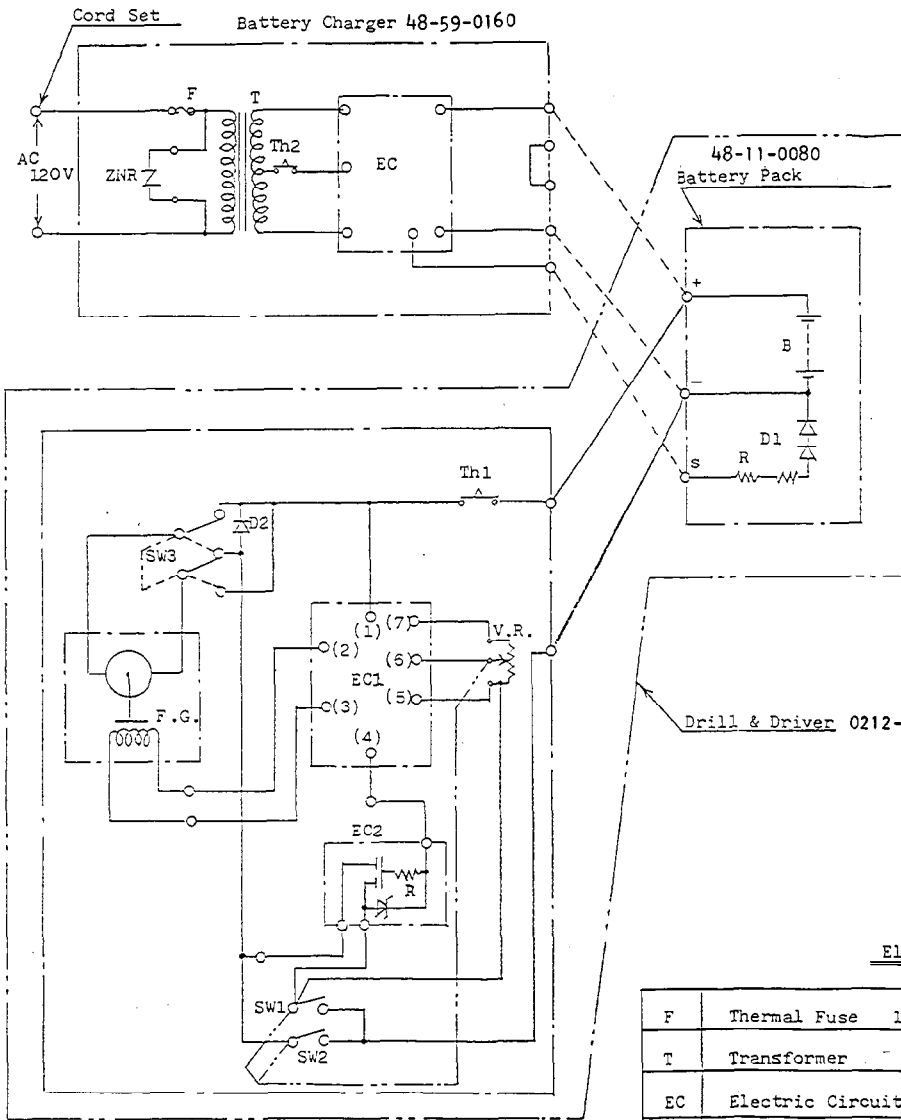 Cord Set
Battery Charger 48-59-0160
F
T
Th2
EC
AC
120V
ZNR
48-11-0080
Battery Pack
+
B
-
D1
S
R
Th1
D2
SW3
(1)
(7)
V.R.
(2)
(6)
EC1
(3)
(5)
(4)
F.G.
Drill & Driver 0212-
EC2
R
SW1
SW2
El
F Thermal Fuse 1
T Transformer
EC Electric Circuit